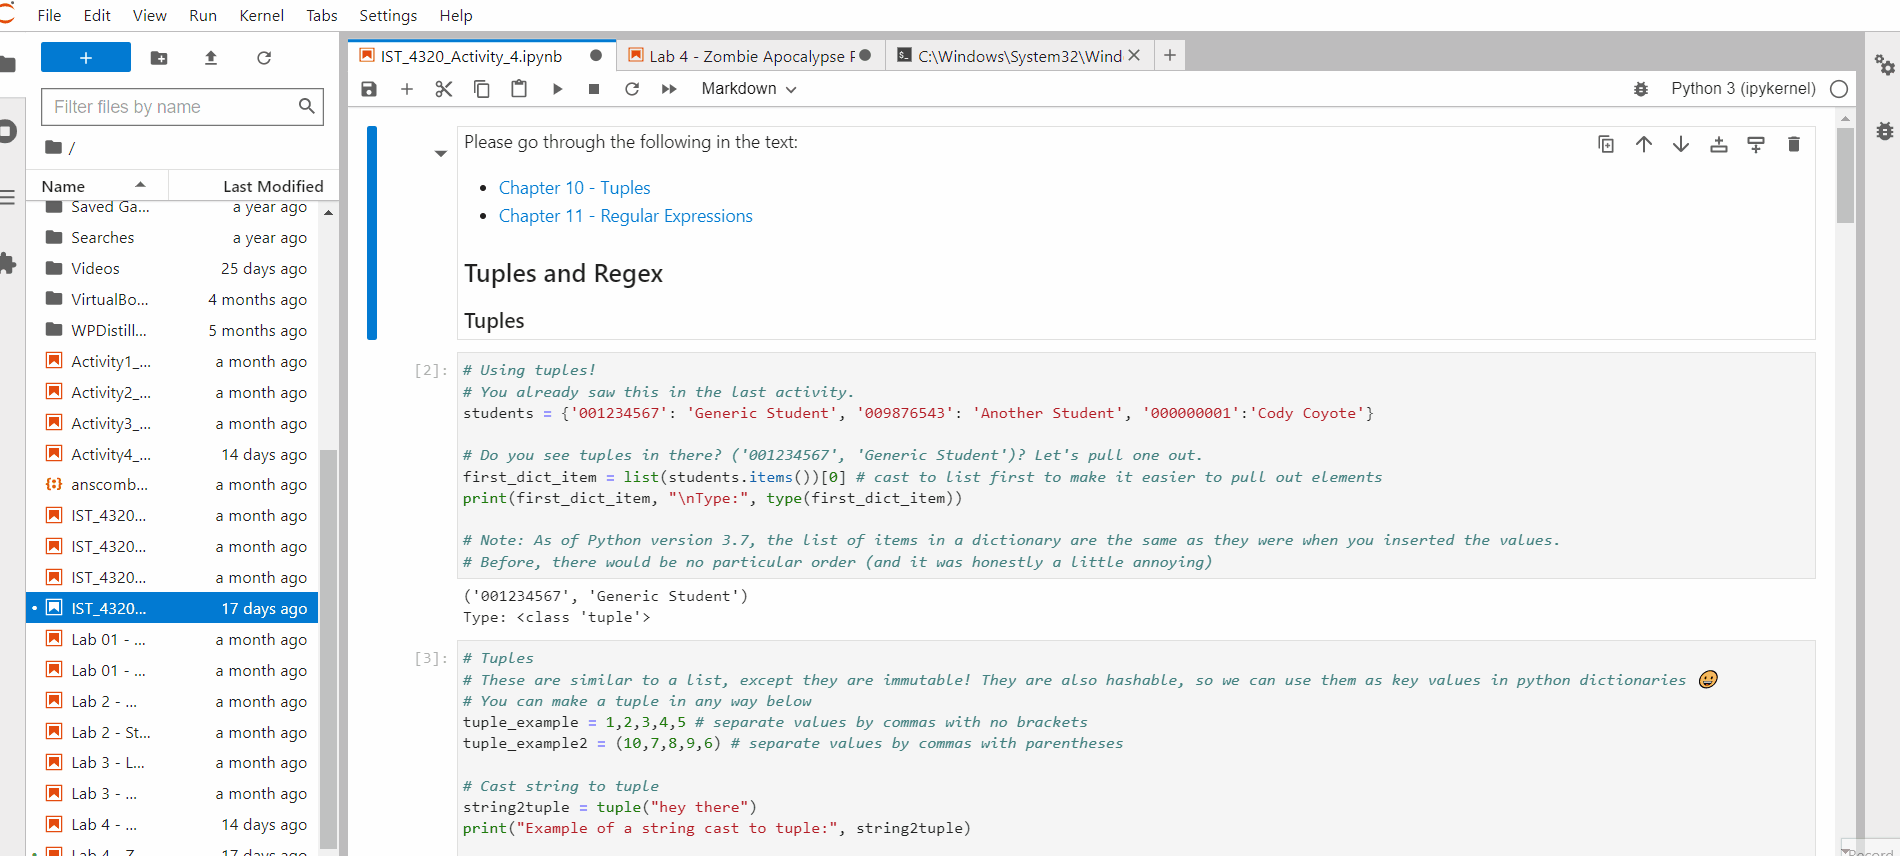 File Edit View Run Kernel Tabs Settings Help
+
Filter files by name
/
Name Last Modified
Saved Ga... a year ago
Searches a year ago
Videos 25 days ago
VirtualBo... 4 months ago
WPDistill... 5 months ago
Activity1_... a month ago
Activity2_... a month ago
Activity3_... a month ago
Activity4_... 14 days ago
anscomb... a month ago
IST_4320... a month ago
IST_4320... a month ago
IST_4320... a month ago
IST_4320... 17 days ago
Lab 01 - ... a month ago
Lab 01 - ... a month ago
Lab 2 - ... a month ago
Lab 2 - St... a month ago
Lab 3 - L... a month ago
Lab 3 - ... a month ago
Lab 4 - ... 14 days ago
Lab 4 - Z... 17 days ago
IST_4320_Activity_4.ipynb
Lab 4 - Zombie Apocalypse
C:\Windows\System32\Wind
Markdown
Python 3 (ipykernel)
Please go through the following in the text:
• Chapter 10 - Tuples
• Chapter 11 - Regular Expressions
Tuples and Regex
Tuples
[2]:
# Using tuples!
# You already saw this in the last activity.
students = {'001234567': 'Generic Student', '009876543': 'Another Student', '000000001':'Cody Coyote'}
# Do you see tuples in there? ('001234567', 'Generic Student')? Let's pull one out.
first_dict_item = list(students.items())[0] # cast to list first to make it easier to pull out elements
print(first_dict_item, "\nType:", type(first_dict_item))
# Note: As of Python version 3.7, the list of items in a dictionary are the same as they were when you inserted the values.
# Before, there would be no particular order (and it was honestly a little annoying)
('001234567', 'Generic Student')
Type: <class 'tuple'>
[3]:
# Tuples
# These are similar to a list, except they are immutable! They are also hashable, so we can use them as key values in python dictionaries 😀
# You can make a tuple in any way below
tuple_example = 1,2,3,4,5 # separate values by commas with no brackets
tuple_example2 = (10,7,8,9,6) # separate values by commas with parentheses
# Cast string to tuple
string2tuple = tuple("hey there")
print("Example of a string cast to tuple:", string2tuple)
Record